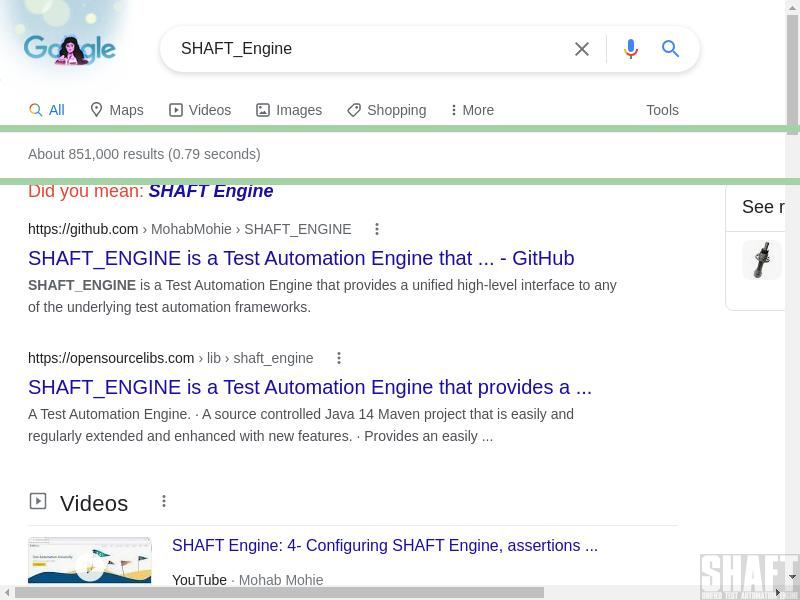 Google
SHAFT_Engine
All Maps Videos Images Shopping More Tools
About 851,000 results (0.79 seconds)
Did you mean: SHAFT Engine
https://github.com › MohabMohie › SHAFT_ENGINE
SHAFT_ENGINE is a Test Automation Engine that ... - GitHub
SHAFT_ENGINE is a Test Automation Engine that provides a unified high-level interface to any
of the underlying test automation frameworks.
See r
https://opensourcelibs.com › lib › shaft_engine
SHAFT_ENGINE is a Test Automation Engine that provides a ...
A Test Automation Engine. · A source controlled Java 14 Maven project that is easily and
regularly extended and enhanced with new features. · Provides an easily ...
Videos
SHAFT Engine: 4- Configuring SHAFT Engine, assertions ...
YouTube · Mohab Mohie
SHAFT
UNIFIED TEST AUTOMATION ENGINE